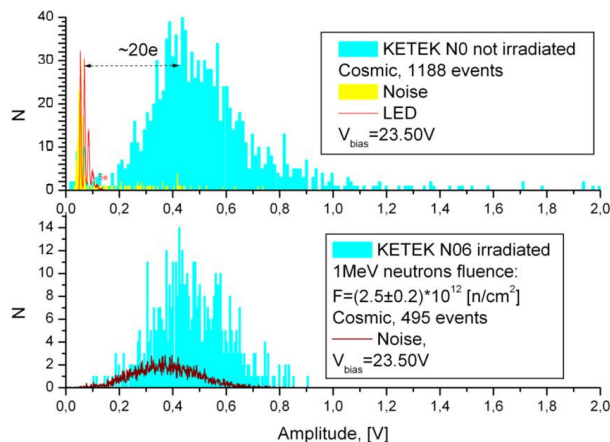 40
30
20
10
0
N
~20e
5e
KETEK N0 not irradiated
Cosmic, 1188 events
Noise
LED
V_bias=23.50V
0,0 0,2 0,4 0,6 0,8 1,0 1,2 1,4 1,6 1,8 2,0
14
12
10
8
6
4
2
0
N
KETEK N06 irradiated
1MeV neutrons fluence:
F=(2.5±0.2)*10^12 [n/cm^2]
Cosmic, 495 events
Noise,
V_bias=23.50V
0,0 0,2 0,4 0,6 0,8 1,0 1,2 1,4 1,6 1,8 2,0
Amplitude, [V]